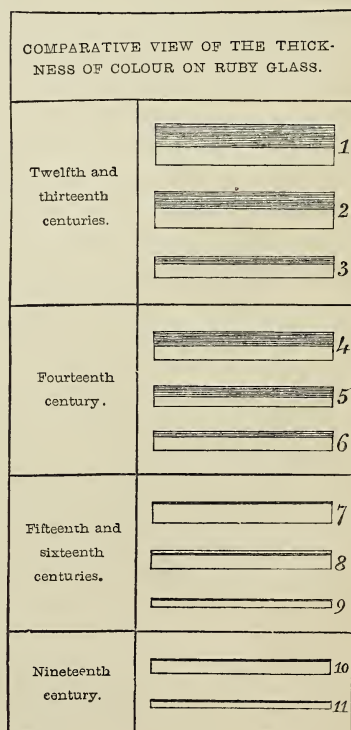 COMPARATIVE VIEW OF THE THICK-
NESS OF COLOUR ON RUBY GLASS.
Twelfth and
thirteenth
centuries.
1
2
3
Fourteenth
century.
4
5
6
Fifteenth and
sixteenth
centuries.
7
8
9
Nineteenth
century.
10
11